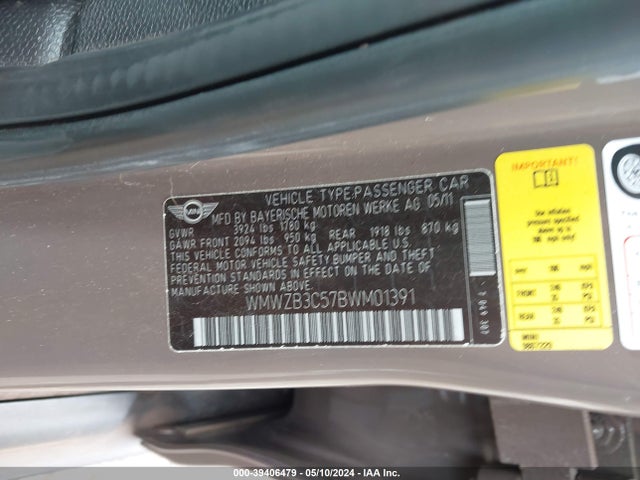 VEHICLE TYPE:PASSENGER CAR
MFD BY BAYERISCHE MOTOREN WERKE AG 05/11
GVWR 3924 lbs 1780 kg
GAWR FRONT 2094 lbs 950 kg REAR 1918 lbs 870 kg
THIS VEHICLE CONFORMS TO ALL APPLICABLE U.S.
FEDERAL MOTOR VEHICLE SAFETY BUMPER AND THEFT
PREVENTION STANDARDS IN EFFECT ON THE DATE OF
MANUFACTURE SHOWN ABOVE.
WMWZB3C57BWM01391
IMPORTANT!
Use inflation
pressures
000-39406479 - 05/10/2024 - IAA Inc.